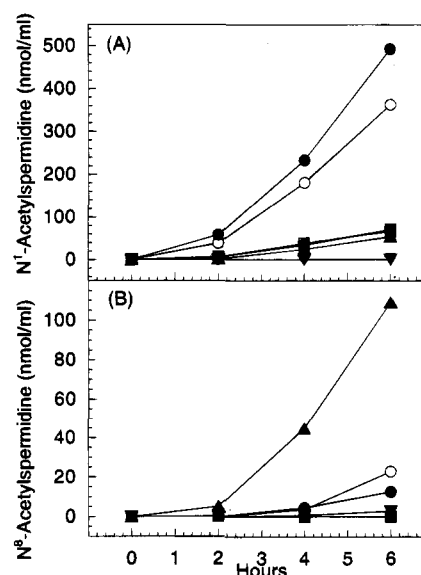 (A)
N¹-Acetylspermidine (nmol/ml)
500
400
300
200
100
0
(B)
N⁸-Acetylspermidine (nmol/ml)
100
80
60
40
20
0
0 1 2 3 4 5 6
Hours